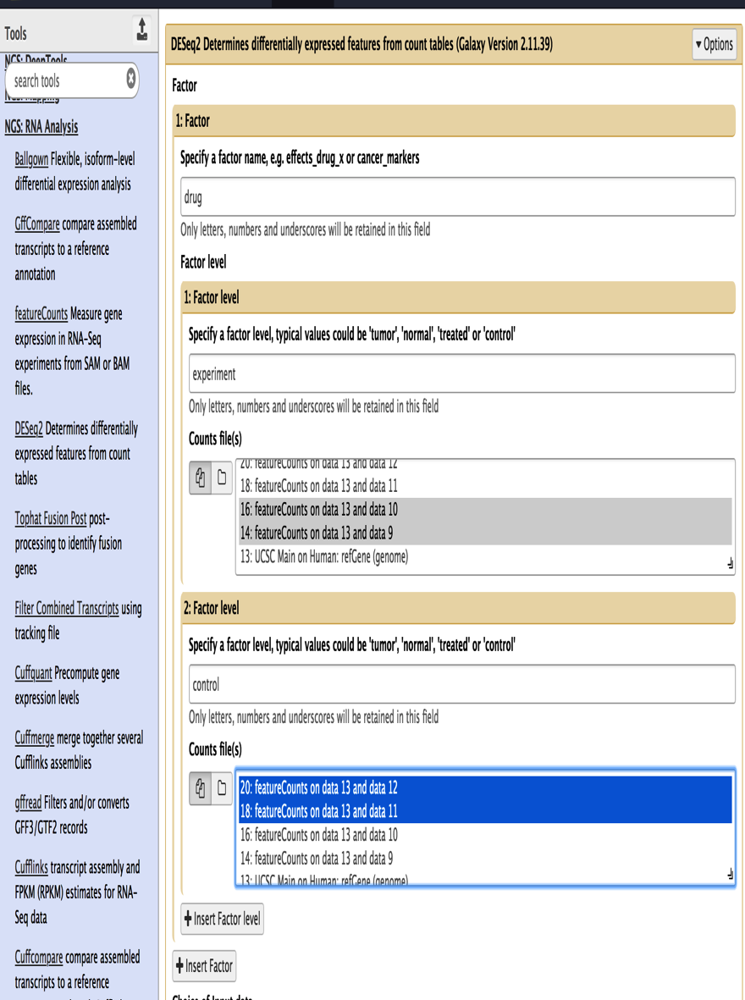 Tools
NGS: DeepTools
search tools
NGS: Mapping
NGS: RNA Analysis
Ballgown Flexible, isoform-level
differential expression analysis
GffCompare compare assembled
transcripts to a reference
annotation
featureCounts Measure gene
expression in RNA-Seq
experiments from SAM or BAM
files.
DESeq2 Determines differentially
expressed features from count
tables
Tophat Fusion Post post-
processing to identify fusion
genes
Filter Combined Transcripts using
tracking file
Cuffquant Precompute gene
expression levels
Cuffmerge merge together several
Cufflinks assemblies
gffread Filters and/or converts
GFF3/GTF2 records
Cufflinks transcript assembly and
FPKM (RPKM) estimates for RNA-
Seq data
Cuffcompare compare assembled
transcripts to a reference
DESeq2 Determines differentially expressed features from count tables (Galaxy Version 2.11.39)
Options
Factor
1: Factor
Specify a factor name, e.g. effects_drug_x or cancer_markers
drug
Only letters, numbers and underscores will be retained in this field
Factor level
1: Factor level
Specify a factor level, typical values could be 'tumor', 'normal', 'treated' or 'control'
experiment
Only letters, numbers and underscores will be retained in this field
Counts file(s)
20: featureCounts on data 13 and data 12
18: featureCounts on data 13 and data 11
16: featureCounts on data 13 and data 10
14: featureCounts on data 13 and data 9
13: UCSC Main on Human: refGene (genome)
2: Factor level
Specify a factor level, typical values could be 'tumor', 'normal', 'treated' or 'control'
control
Only letters, numbers and underscores will be retained in this field
Counts file(s)
20: featureCounts on data 13 and data 12
18: featureCounts on data 13 and data 11
16: featureCounts on data 13 and data 10
14: featureCounts on data 13 and data 9
13: UCSC Main on Human: refGene (genome)
Insert Factor level
Insert Factor
Choice of Input data